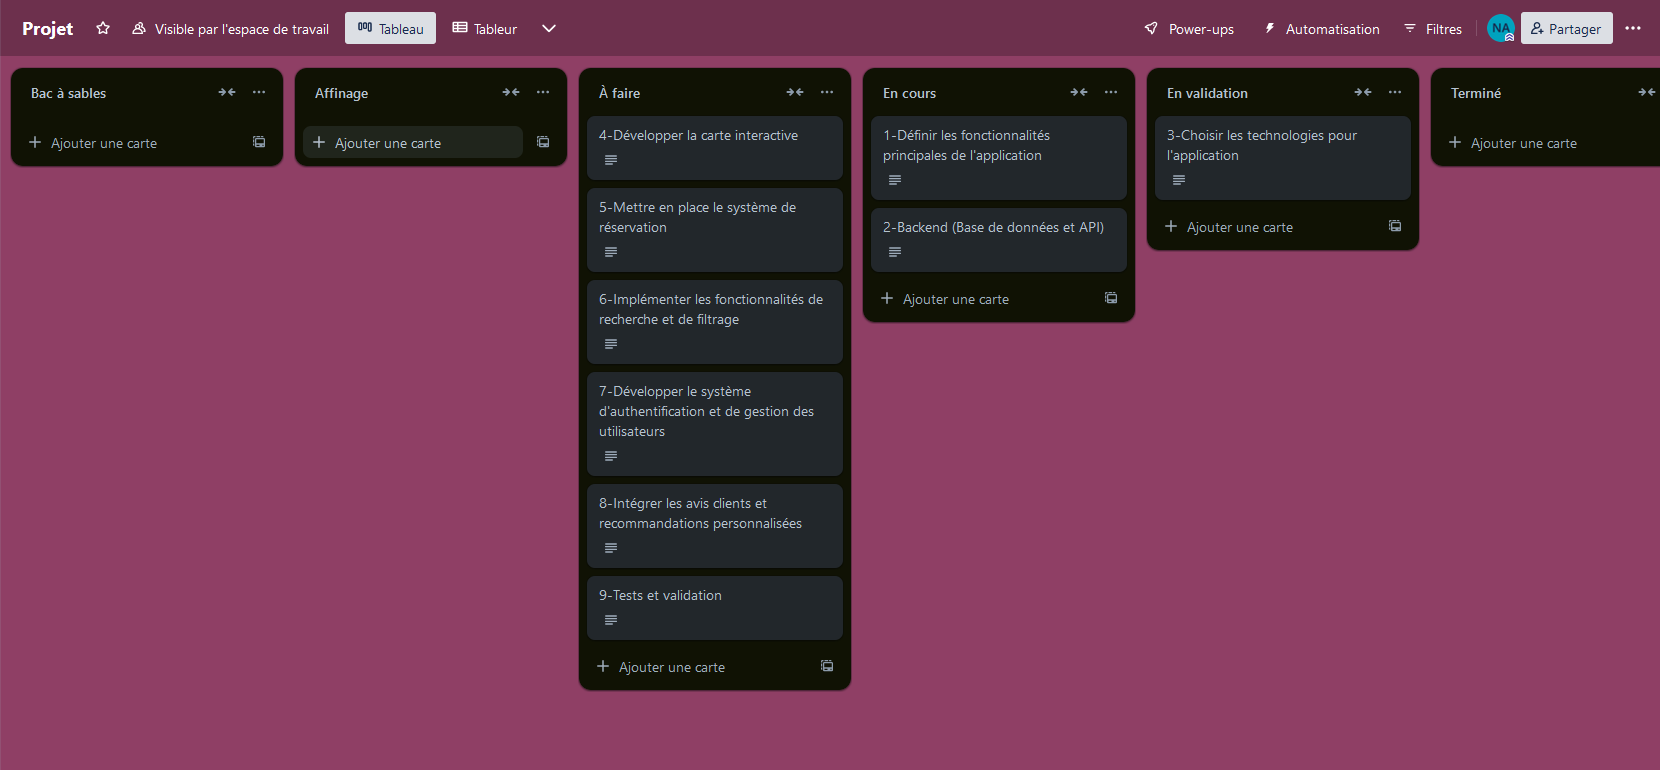 Projet
Visible par l'espace de travail
Tableau
Tableur
Power-ups
Automatisation
Filtres
NA
Partager
Bac à sables
Ajouter une carte
Affinage
Ajouter une carte
À faire
4-Développer la carte interactive
5-Mettre en place le système de
réservation
6-Implémenter les fonctionnalités de
recherche et de filtrage
7-Développer le système
d'authentification et de gestion des
utilisateurs
8-Intégrer les avis clients et
recommandations personnalisées
9-Tests et validation
Ajouter une carte
En cours
1-Définir les fonctionnalités
principales de l'application
2-Backend (Base de données et API)
Ajouter une carte
En validation
3-Choisir les technologies pour
l'application
Ajouter une carte
Terminé
Ajouter une carte